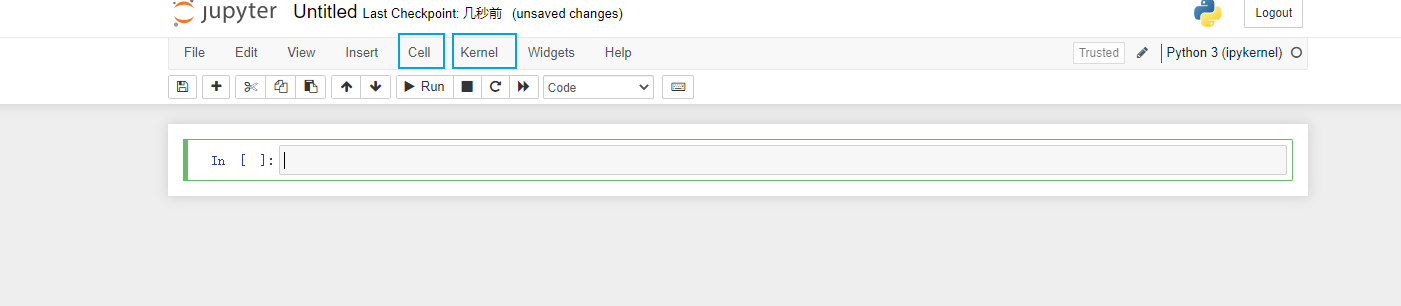 jupyter Untitled Last Checkpoint: 几秒前 (unsaved changes) Logout
File Edit View Insert Cell Kernel Widgets Help Trusted Python 3 (ipykernel)
Run Code
In [ ]: